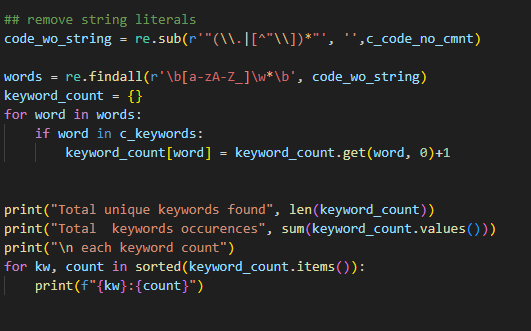 ## remove string literals
code_wo_string = re.sub(r'"(\\.|[^"\\])*"', '',c_code_no_cmnt)
words = re.findall(r'\b[a-zA-Z_]\w*\b', code_wo_string)
keyword_count = {}
for word in words:
    if word in c_keywords:
        keyword_count[word] = keyword_count.get(word, 0)+1
print("Total unique keywords found", len(keyword_count))
print("Total  keywords occurences", sum(keyword_count.values()))
print("\n each keyword count")
for kw, count in sorted(keyword_count.items()):
    print(f"{kw}:{count}")